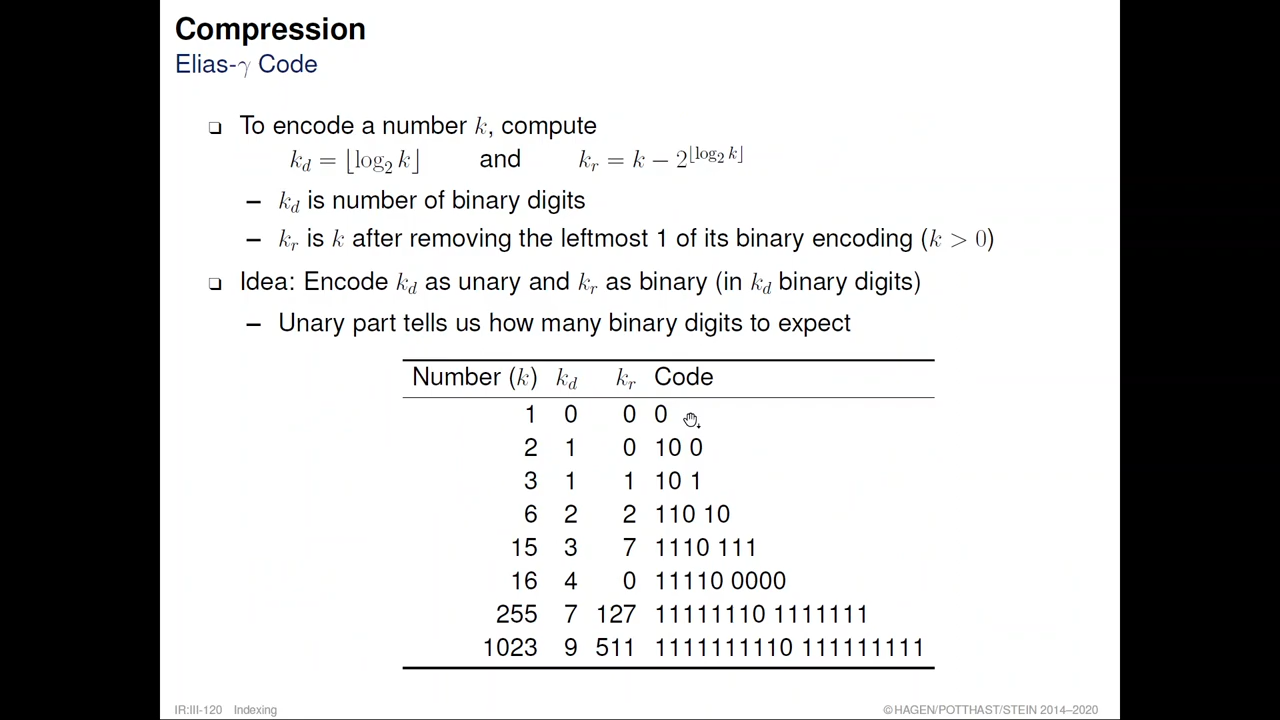 Compression
Elias-γ Code
❑ To encode a number k, compute
k_d = ⌊log₂ k⌋ and k_r = k − 2^⌊log₂ k⌋
– k_d is number of binary digits
– k_r is k after removing the leftmost 1 of its binary encoding (k > 0)
❑ Idea: Encode k_d as unary and k_r as binary (in k_d binary digits)
– Unary part tells us how many binary digits to expect
Number (k) k_d k_r Code
1 0 0 0
2 1 0 10 0
3 1 1 10 1
6 2 2 110 10
15 3 7 1110 111
16 4 0 11110 0000
255 7 127 11111110 1111111
1023 9 511 1111111110 111111111
IR:III-120 Indexing ©HAGEN/POTTHAST/STEIN 2014–2020